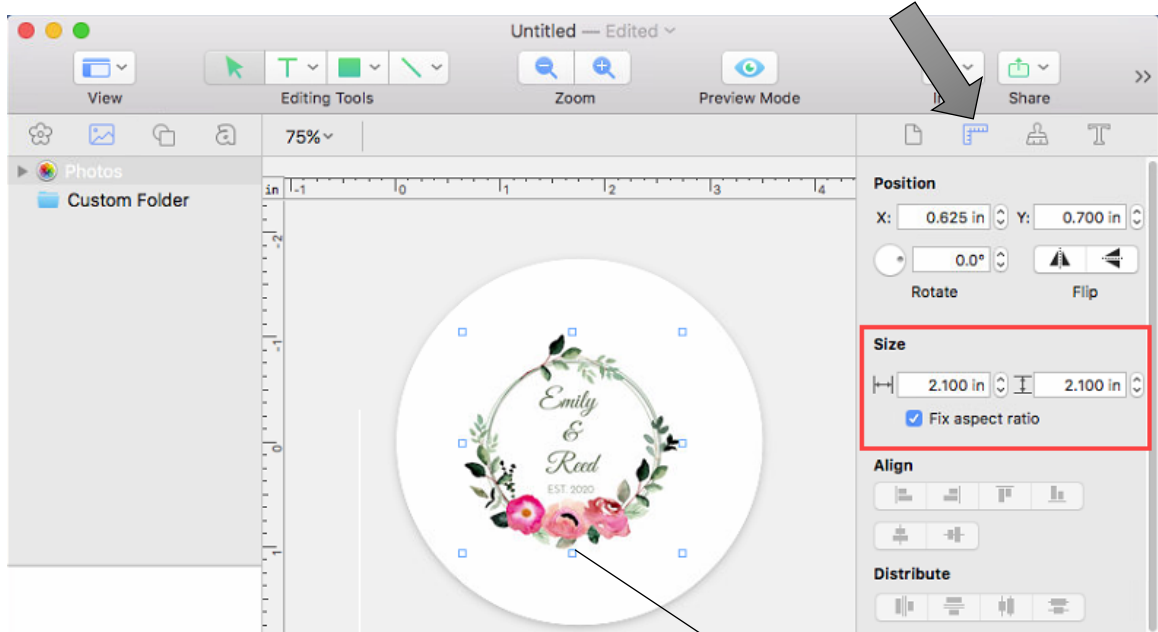 Untitled — Edited
View
Editing Tools
Zoom
Preview Mode
Share
75%
Photos
Custom Folder
in -1 0 1 2 3 4
-2
-1
0
1
Position
X: 0.625 in Y: 0.700 in
0.0°
Rotate Flip
Size
2.100 in 2.100 in
Fix aspect ratio
Align
Distribute
Emily
&
Reed
EST. 2020